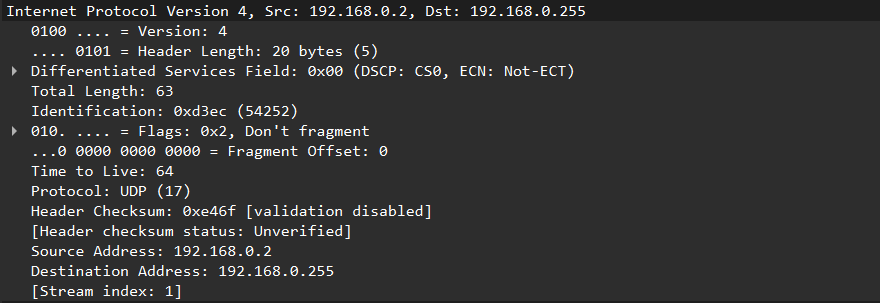 Internet Protocol Version 4, Src: 192.168.0.2, Dst: 192.168.0.255
0100 .... = Version: 4
.... 0101 = Header Length: 20 bytes (5)
Differentiated Services Field: 0x00 (DSCP: CS0, ECN: Not-ECT)
Total Length: 63
Identification: 0xd3ec (54252)
010. .... = Flags: 0x2, Don't fragment
...0 0000 0000 0000 = Fragment Offset: 0
Time to Live: 64
Protocol: UDP (17)
Header Checksum: 0xe46f [validation disabled]
[Header checksum status: Unverified]
Source Address: 192.168.0.2
Destination Address: 192.168.0.255
[Stream index: 1]